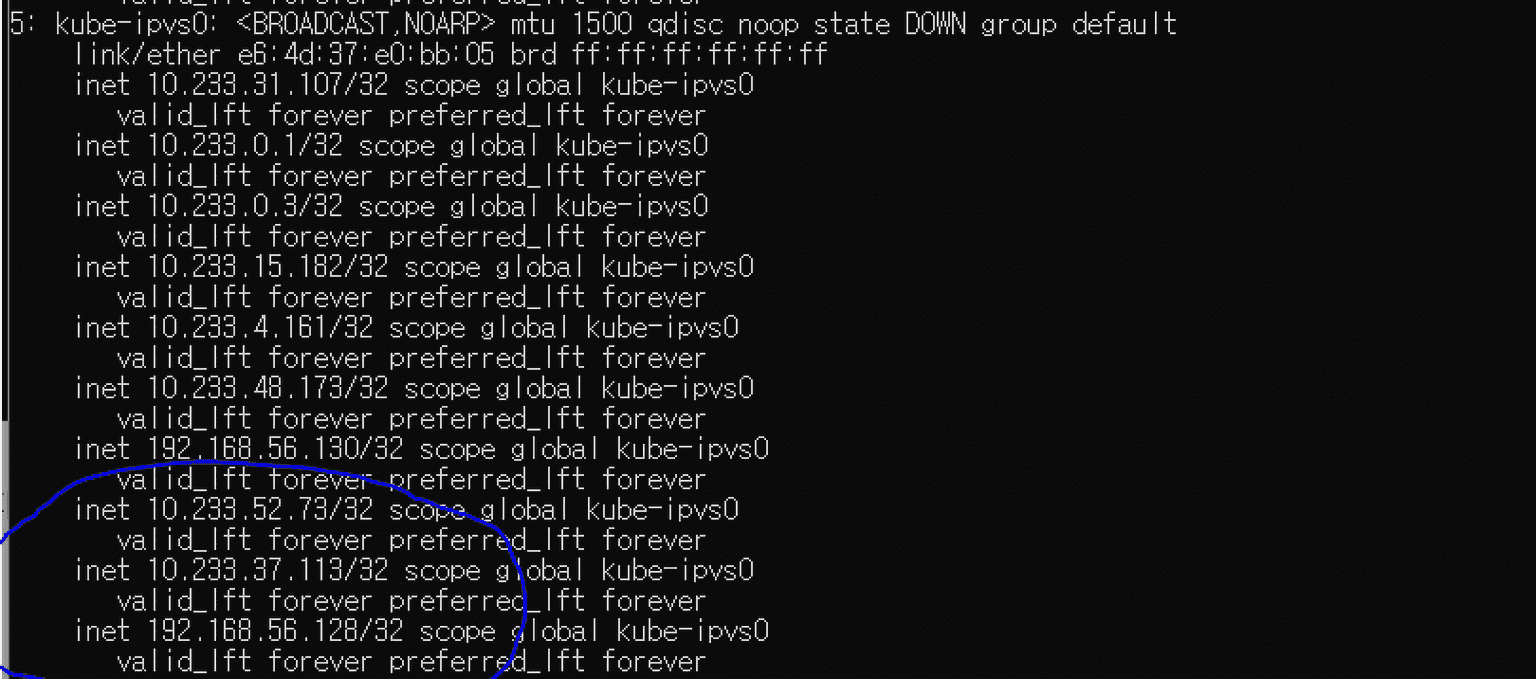 5: kube-ipvs0: <BROADCAST,NOARP> mtu 1500 qdisc noop state DOWN group default
link/ether e6:4d:37:e0:bb:05 brd ff:ff:ff:ff:ff:ff
inet 10.233.31.107/32 scope global kube-ipvs0
valid_lft forever preferred_lft forever
inet 10.233.0.1/32 scope global kube-ipvs0
valid_lft forever preferred_lft forever
inet 10.233.0.3/32 scope global kube-ipvs0
valid_lft forever preferred_lft forever
inet 10.233.15.182/32 scope global kube-ipvs0
valid_lft forever preferred_lft forever
inet 10.233.4.161/32 scope global kube-ipvs0
valid_lft forever preferred_lft forever
inet 10.233.48.173/32 scope global kube-ipvs0
valid_lft forever preferred_lft forever
inet 192.168.56.130/32 scope global kube-ipvs0
valid_lft forever preferred_lft forever
inet 10.233.52.73/32 scope global kube-ipvs0
valid_lft forever preferred_lft forever
inet 10.233.37.113/32 scope global kube-ipvs0
valid_lft forever preferred_lft forever
inet 192.168.56.128/32 scope global kube-ipvs0
valid_lft forever preferred_lft forever